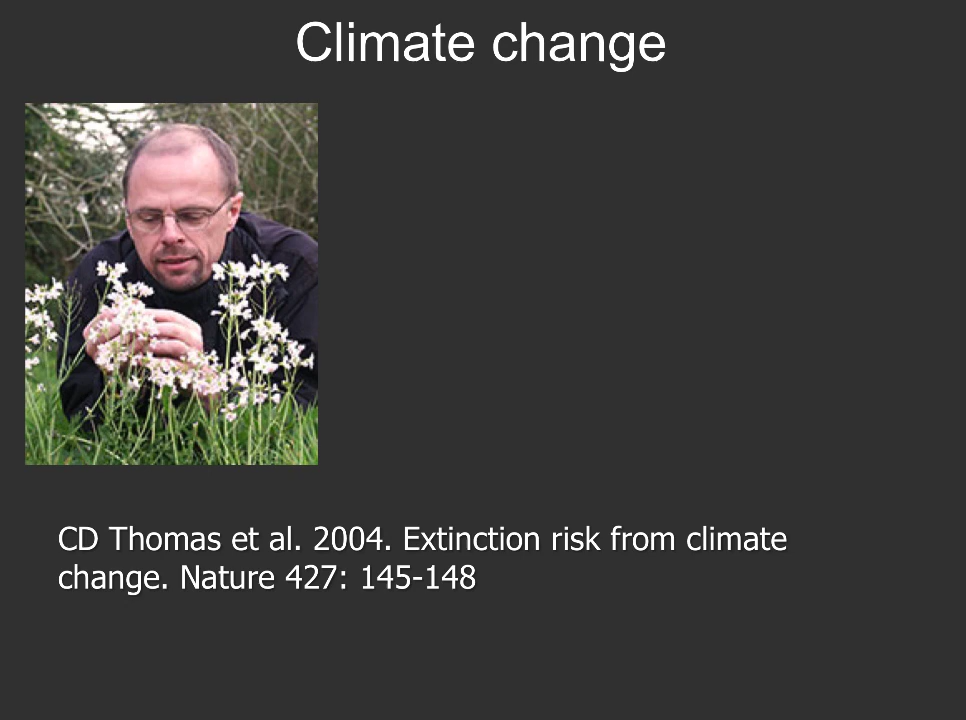 Climate change
CD Thomas et al. 2004. Extinction risk from climate
change. Nature 427: 145-148